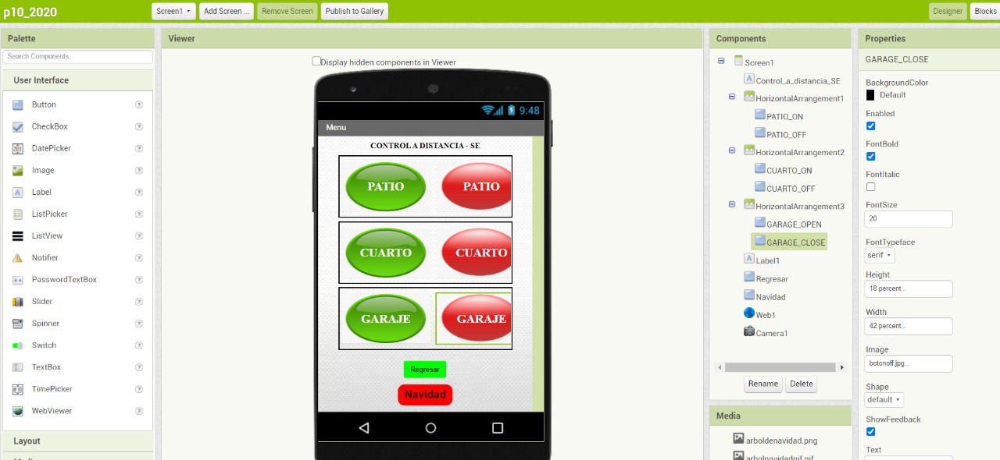 p10_2020
Screen1
Add Screen ...
Remove Screen
Publish to Gallery
Designer
Blocks
Palette
Search Components...
User Interface
Button
CheckBox
DatePicker
Image
Label
ListPicker
ListView
Notifier
PasswordTextBox
Slider
Spinner
Switch
TextBox
TimePicker
WebViewer
Layout
Viewer
Display hidden components in Viewer
9:48
Menu
CONTROL A DISTANCIA - SE
PATIO PATIO
CUARTO CUARTO
GARAJE GARAJE
Regresar
Navidad
Components
Screen1
Control_a_distancia_SE
HorizontalArrangement1
PATIO_ON
PATIO_OFF
HorizontalArrangement2
CUARTO_ON
CUARTO_OFF
HorizontalArrangement3
GARAGE_OPEN
GARAGE_CLOSE
Label1
Regresar
Navidad
Web1
Camera1
Rename Delete
Media
arboldenavidad.png
arbolnavidadgif.gif
Properties
GARAGE_CLOSE
BackgroundColor
Default
Enabled
FontBold
FontItalic
FontSize
20
FontTypeface
serif
Height
18 percent...
Width
42 percent...
Image
botonoff.jpg...
Shape
default
ShowFeedback
Text